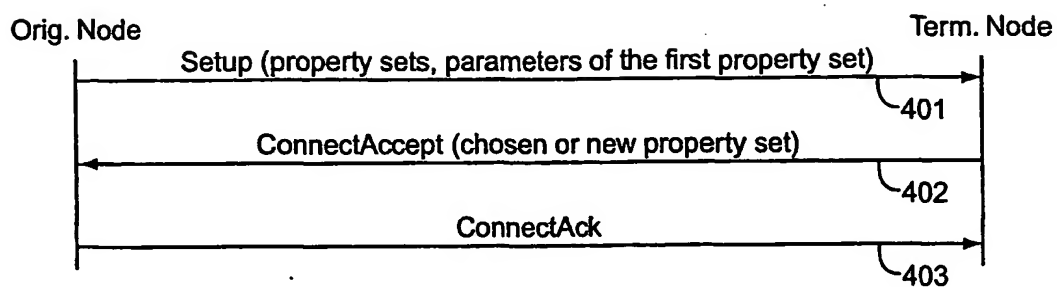 Orig. Node
Term. Node
Setup (property sets, parameters of the first property set)
401
ConnectAccept (chosen or new property set)
402
ConnectAck
403